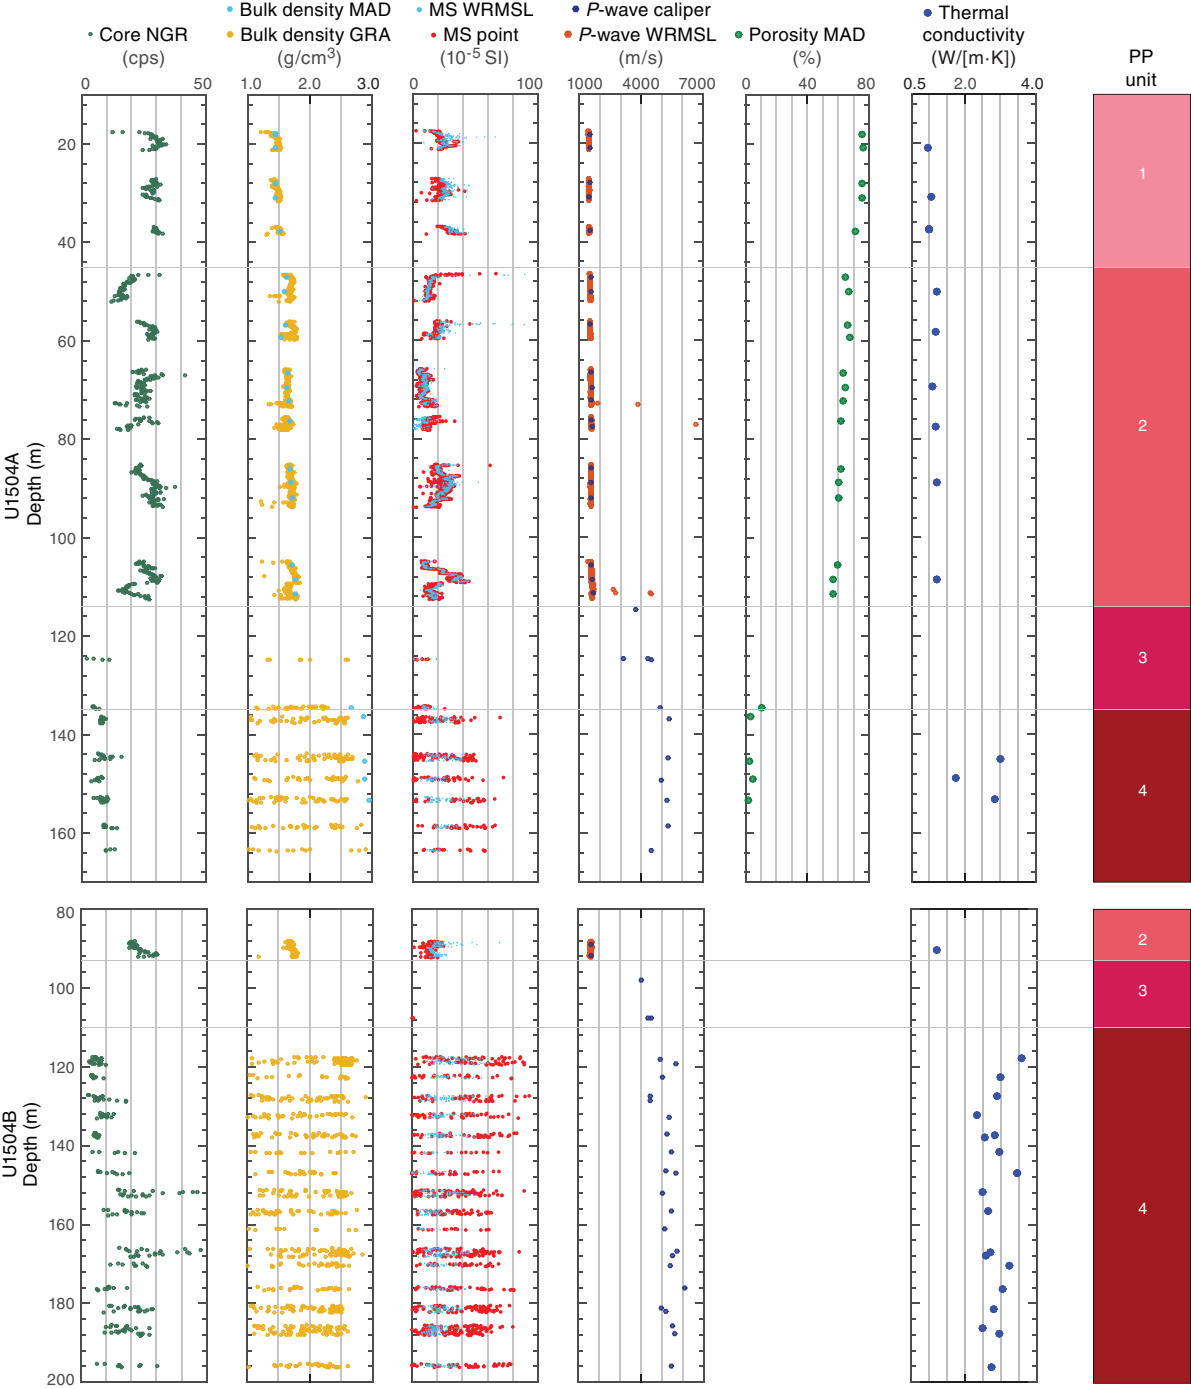 Bulk density MAD MS WRMSL P-wave caliper Thermal
Core NGR Bulk density GRA MS point P-wave WRMSL Porosity MAD conductivity
(cps) (g/cm³) (10⁻⁵ SI) (m/s) (%) (W/[m·K]) PP
unit
0 50 1.0 2.0 3.0 0 100 1000 4000 7000 0 40 80 0.5 2.0 4.0
20
1
40
60
2
80
U1504A
Depth (m)
100
120
3
140
4
160
80
2
100
3
120
U1504B
Depth (m)
140
4
160
180
200